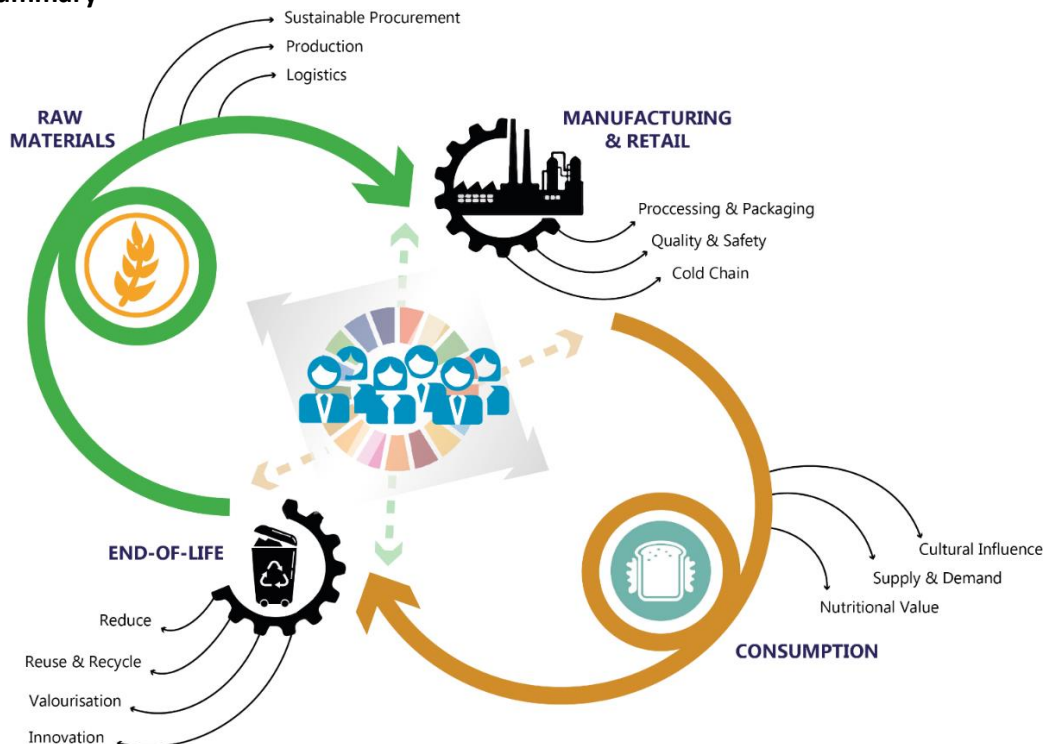 Sustainable Procurement
Production
Logistics
RAW
MATERIALS
MANUFACTURING
& RETAIL
Proccessing & Packaging
Quality & Safety
Cold Chain
END-OF-LIFE
Reduce
Reuse & Recycle
Valourisation
Innovation
Cultural Influence
Supply & Demand
Nutritional Value
CONSUMPTION